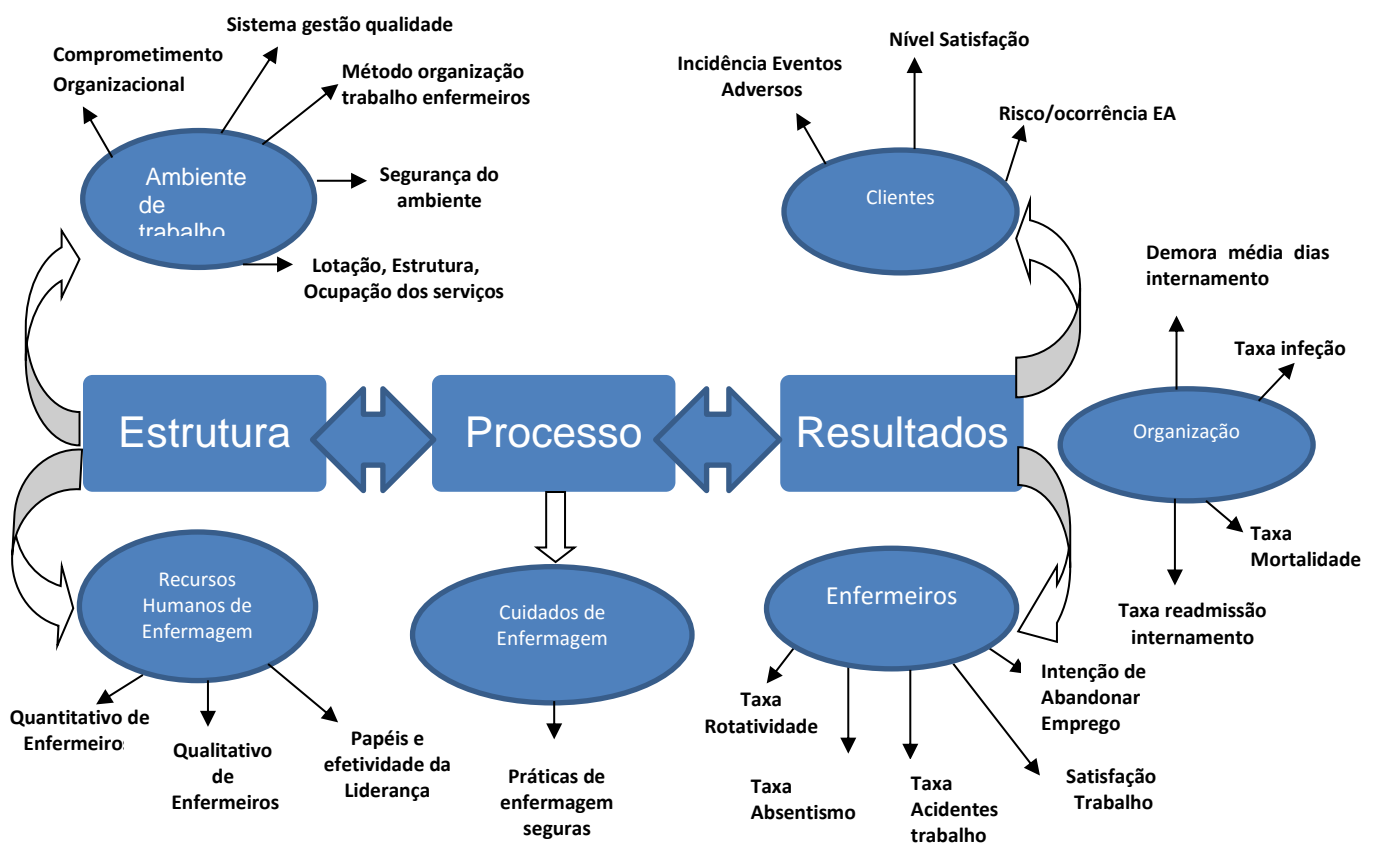 Sistema gestão qualidade
Comprometimento
Organizacional
Método organização
trabalho enfermeiros
Ambiente
de
trabalho
Segurança do
ambiente
Lotação, Estrutura,
Ocupação dos serviços
Nível Satisfação
Incidência Eventos
Adversos
Risco/ocorrência EA
Clientes
Demora média dias
internamento
Taxa infeção
Organização
Taxa
Mortalidade
Taxa readmissão
internamento
Estrutura
Processo
Resultados
Recursos
Humanos de
Enfermagem
Quantitativo de
Enfermeiro
Qualitativo
de
Enfermeiros
Papéis e
efetividade da
Liderança
Cuidados de
Enfermagem
Práticas de
enfermagem
seguras
Enfermeiros
Taxa
Rotatividade
Taxa
Absentismo
Taxa
Acidentes
trabalho
Satisfação
Trabalho
Intenção de
Abandonar
Emprego